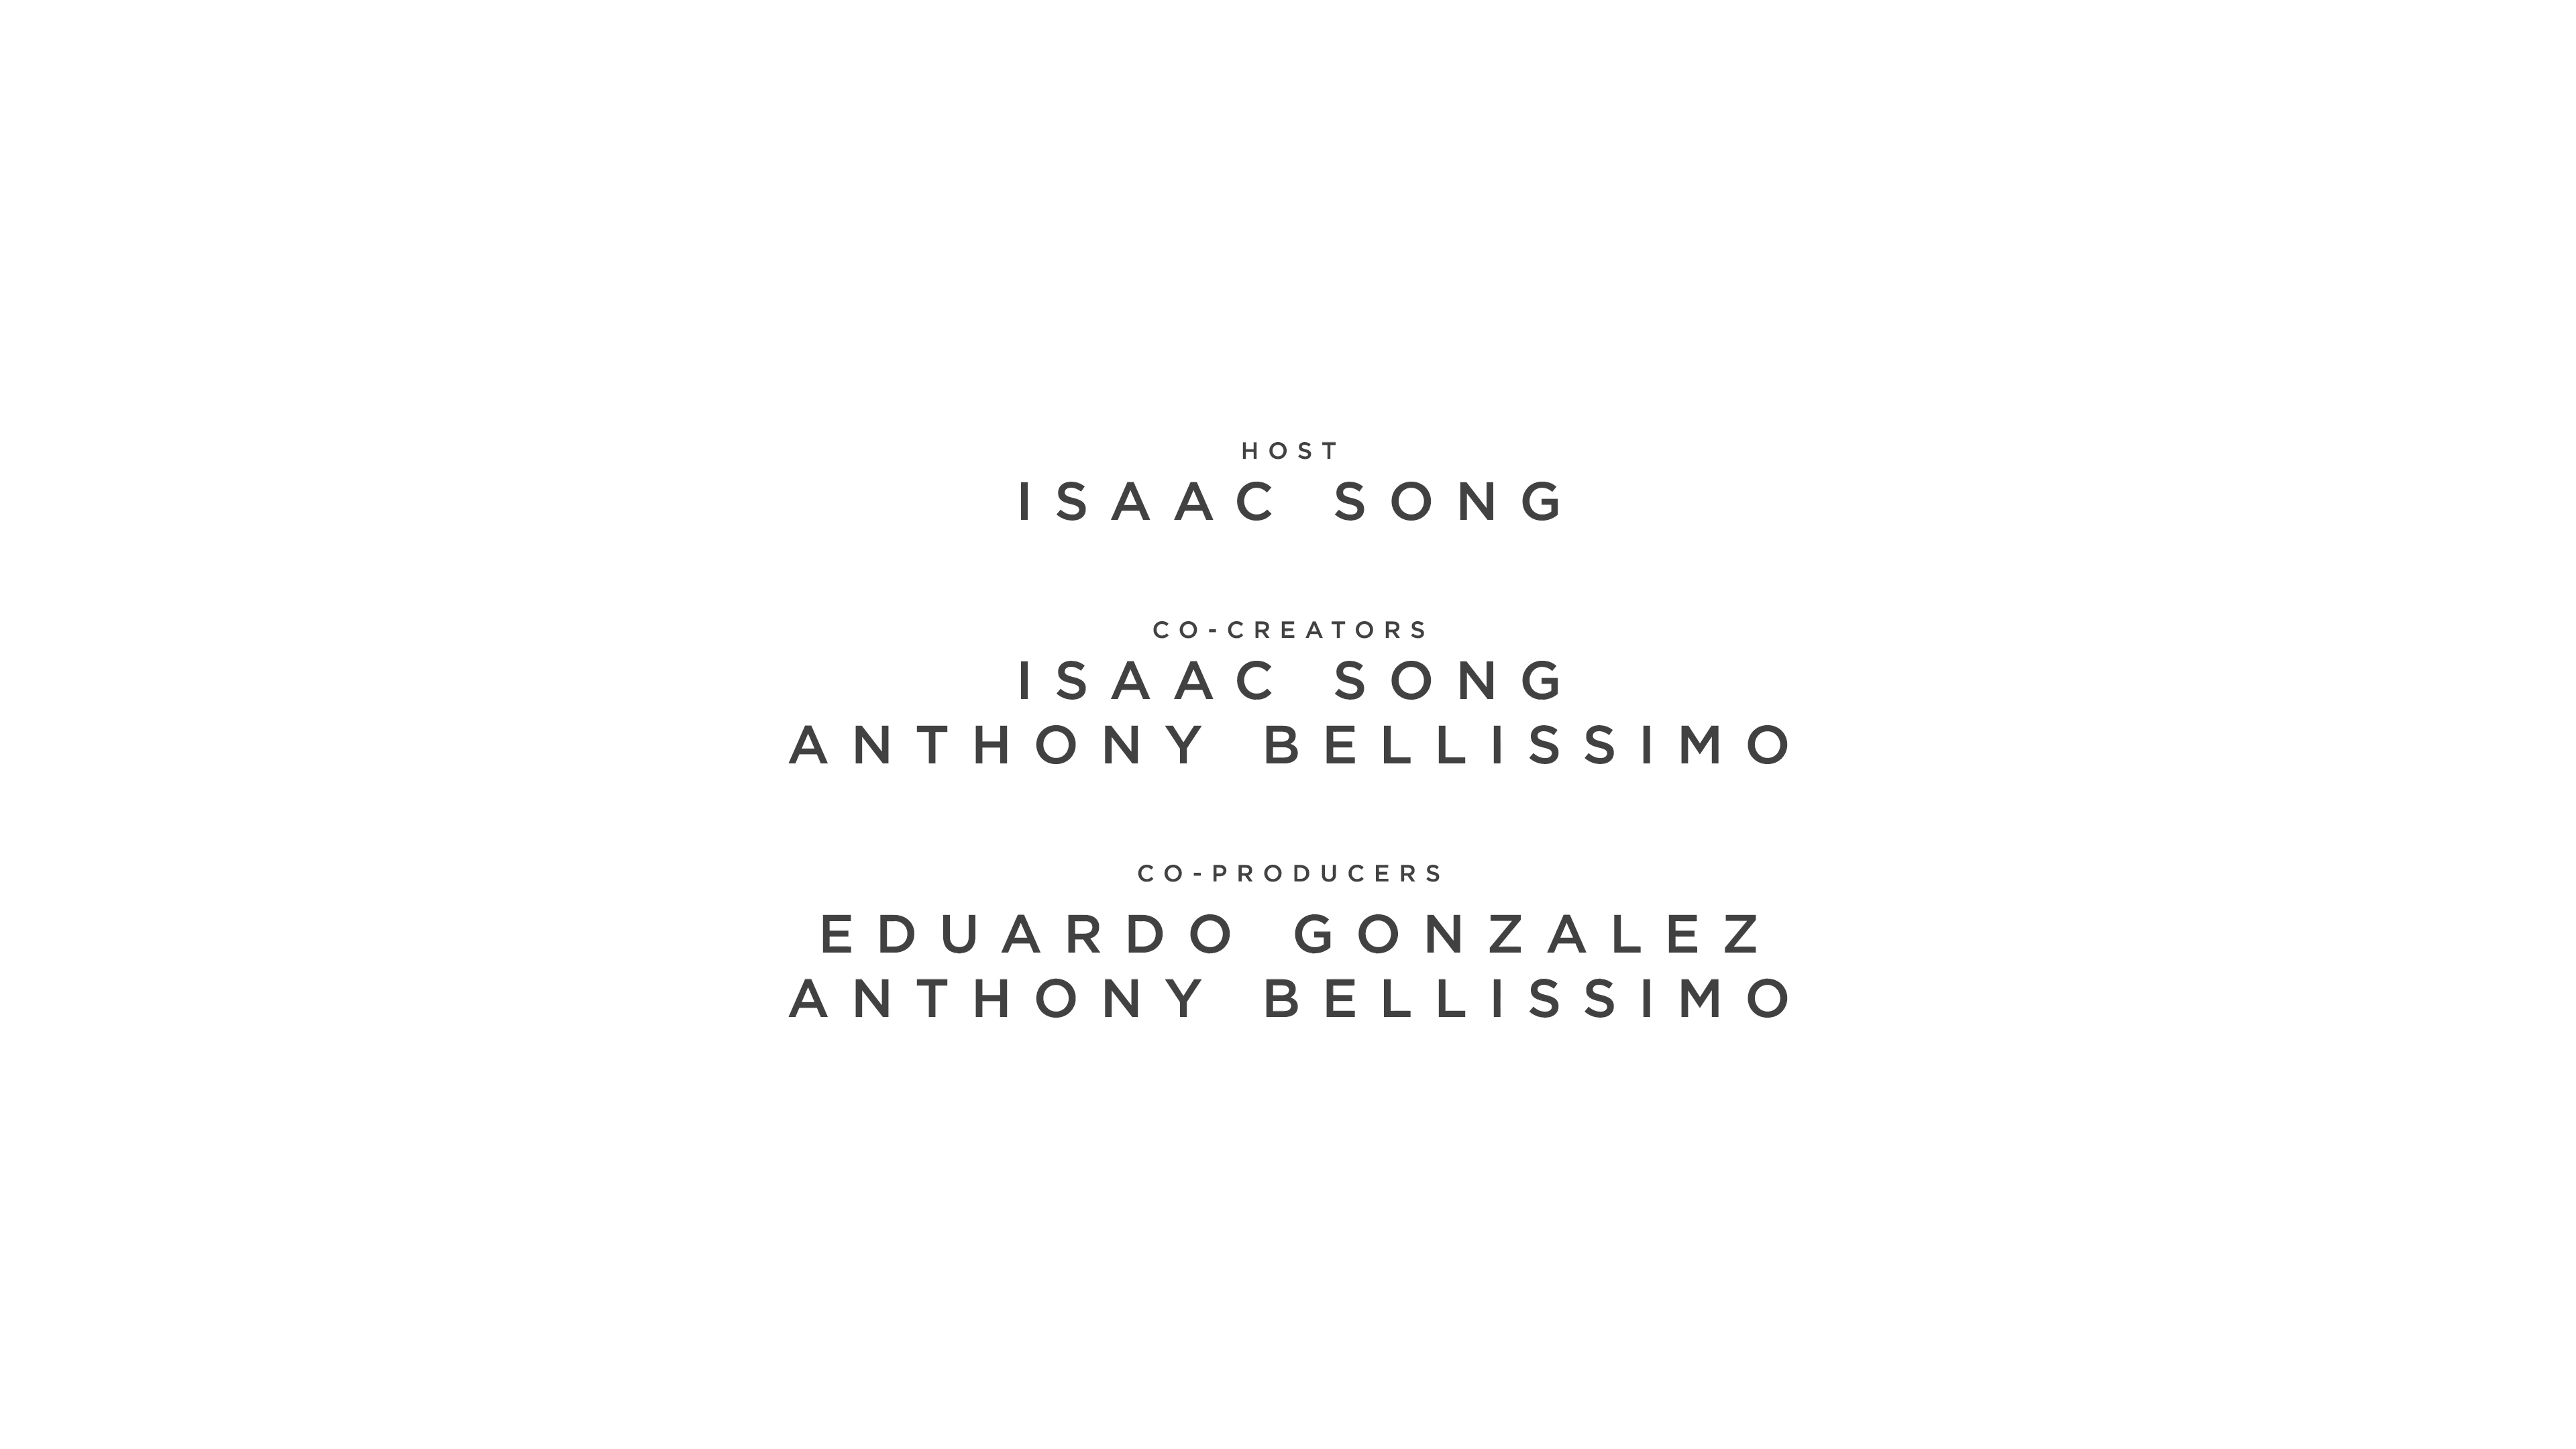 HOST
ISAAC SONG
CO-CREATORS
ISAAC SONG
ANTHONY BELLISSIMO
CO-PRODUCERS
EDUARDO GONZALEZ
ANTHONY BELLISSIMO